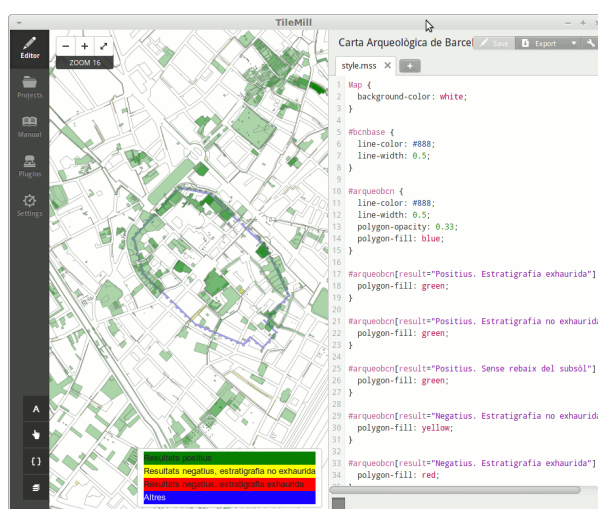 TileMill
Editor
Projects
Manual
Plugins
Settings
ZOOM 16
Resultats positius
Resultats negatius, estratigrafia no exhaurida
Resultats negatius, estratigrafia exhaurida
Altres
Carta Arqueològica de Barcel
Save
Export
style.mss
1 Map {
2 background-color: white;
3 }
4
5 #bcnbase {
6 line-color: #888;
7 line-width: 0.5;
8 }
9
10 #arqueobcn {
11 line-color: #888;
12 line-width: 0.5;
13 polygon-opacity: 0.33;
14 polygon-fill: blue;
15 }
16
17 #arqueobcn[result="Positius. Estratigrafia exhaurida"]
18 polygon-fill: green;
19 }
20
21 #arqueobcn[result="Positius. Estratigrafia no exhaurida
22 polygon-fill: green;
23 }
24
25 #arqueobcn[result="Positius. Sense rebaix del subsòl"]
26 polygon-fill: green;
27 }
28
29 #arqueobcn[result="Negatius. Estratigrafia no exhaurida
30 polygon-fill: yellow;
31 }
32
33 #arqueobcn[result="Negatius. Estratigrafia exhaurida"]
34 polygon-fill: red;